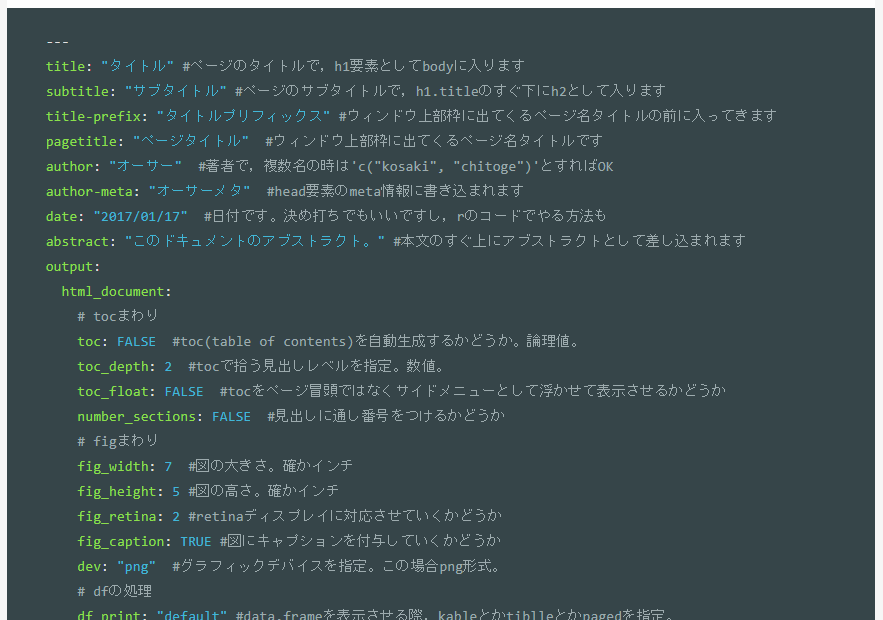 ---
title: "タイトル" #ページのタイトルで，h1要素としてbodyに入ります
subtitle: "サブタイトル" #ページのサブタイトルで，h1.titleのすぐ下にh2として入ります
title-prefix: "タイトルプリフィックス" #ウィンドウ上部枠に出てくるページ名タイトルの前に入ってきます
pagetitle: "ページタイトル"  #ウィンドウ上部枠に出てくるページ名タイトルです
author: "オーサー"  #著者で，複数名の時は'c("kosaki", "chitoge")'とすればOK
author-meta: "オーサーメタ"  #head要素のmeta情報に書き込まれます
date: "2017/01/17"  #日付です。決め打ちでもいいですし，rのコードでやる方法も
abstract: "このドキュメントのアブストラクト。" #本文のすぐ上にアブストラクトとして差し込まれます
output:
  html_document:
    # tocまわり
    toc: FALSE  #toc(table of contents)を自動生成するかどうか。論理値。
    toc_depth: 2  #tocで拾う見出しレベルを指定。数値。
    toc_float: FALSE  #tocをページ冒頭ではなくサイドメニューとして浮かせて表示させるかどうか
    number_sections: FALSE  #見出しに通し番号をつけるかどうか
    # figまわり
    fig_width: 7  #図の大きさ。確かインチ
    fig_height: 5 #図の高さ。確かインチ
    fig_retina: 2 #retinaディスプレイに対応させていくかどうか
    fig_caption: TRUE #図にキャプションを付与していくかどうか
    dev: "png"  #グラフィックデバイスを指定。この場合png形式。
    # dfの処理
    df_print: "default" #data.frameを表示させる際，kableとかtiblleとかpagedを指定。